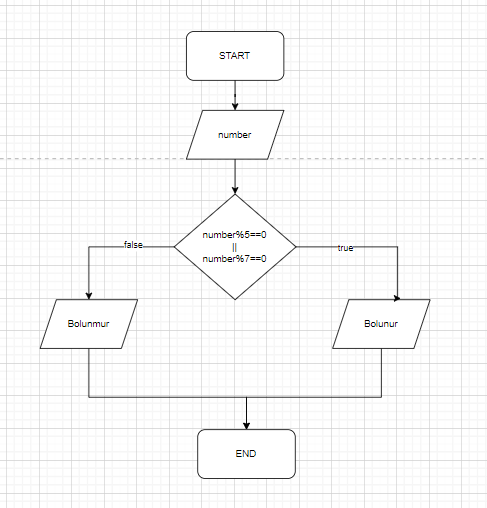 START
number
number%5==0
||
number%7==0
false
true
Bolunmur
Bolunur
END